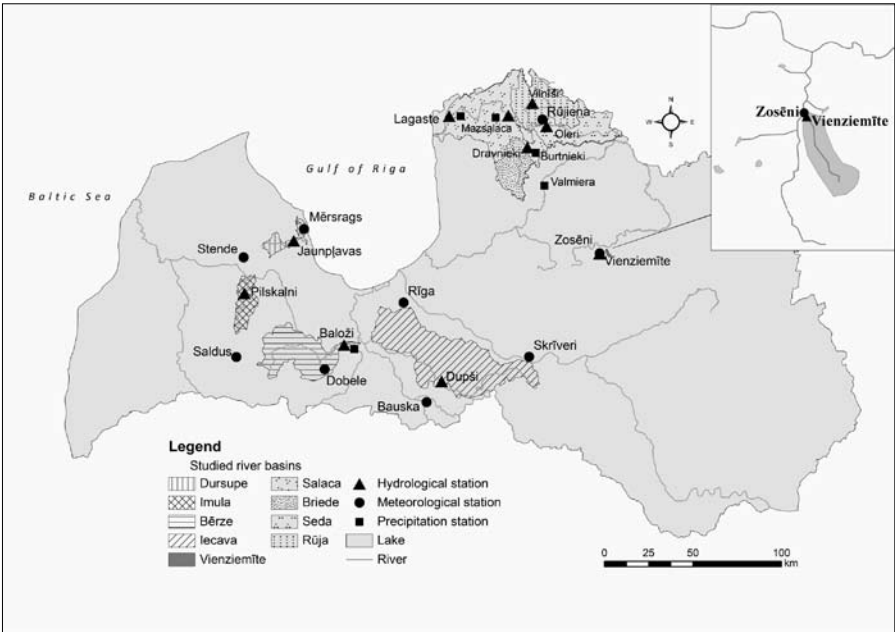 Zosēni
Vienziemīte
N
W E
S
Vilnīši
Rūjiena
Lagaste
Mazsalaca
Oleri
Dravnieki
Burtnieki
Gulf of Riga
Valmiera
Baltic Sea
Mērsrags
Zosēni
Stende
Jaunpļavas
Vienziemīte
Pilskalni
Rīga
Baloži
Saldus
Skrīveri
Dobele
Dupši
Bauska
Legend
Studied river basins
Dursupe Salaca Hydrological station
Imula Briede Meteorological station
Bērze Seda Precipitation station
Iecava Rūja Lake
Vienziemīte River
0 25 50 100
km